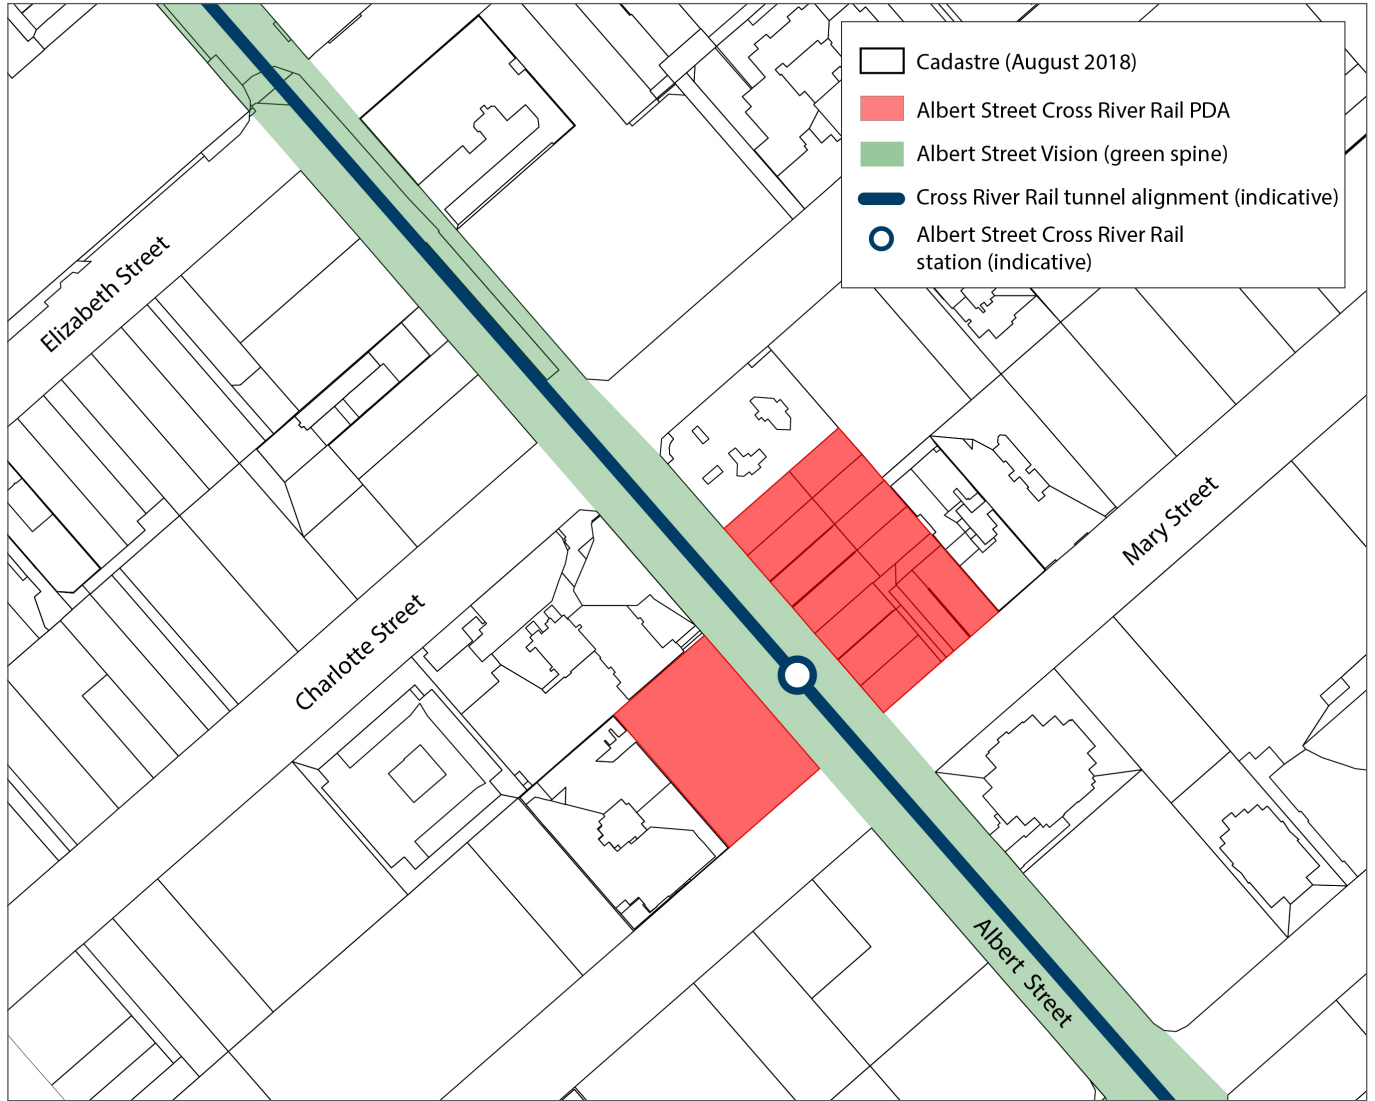 Cadastre (August 2018)
Albert Street Cross River Rail PDA
Albert Street Vision (green spine)
Cross River Rail tunnel alignment (indicative)
Albert Street Cross River Rail
station (indicative)
Elizabeth Street
Mary Street
Charlotte Street
Albert Street